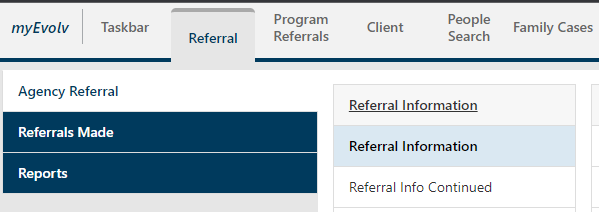 myEvolv
Taskbar
Referral
Program
Referrals
Client
People
Search
Family Cases
Agency Referral
Referrals Made
Reports
Referral Information
Referral Information
Referral Info Continued